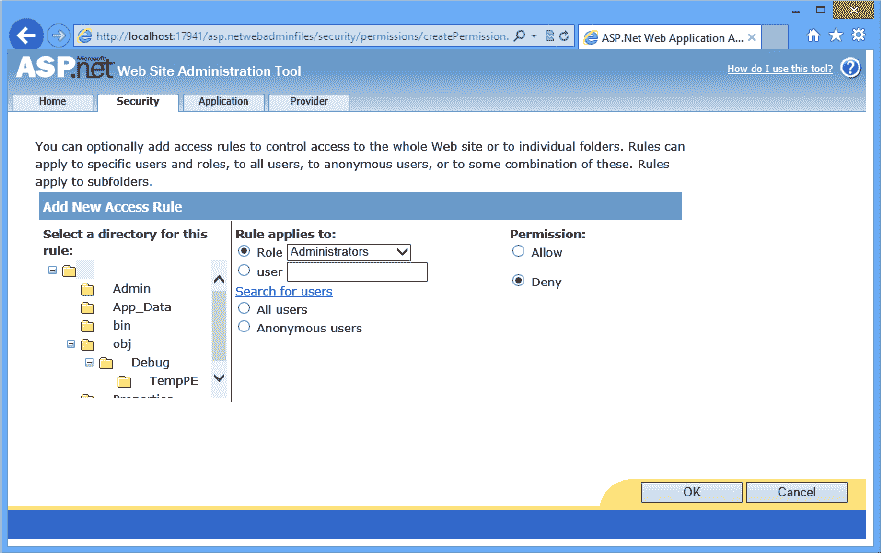 http://localhost:17941/asp.netwebadminfiles/security/permissions/createPermission.
ASP.Net Web Application A...
Microsoft
ASP.net Web Site Administration Tool
How do I use this tool? ?
Home Security Application Provider
You can optionally add access rules to control access to the whole Web site or to individual folders. Rules can
apply to specific users and roles, to all users, to anonymous users, or to some combination of these. Rules
apply to subfolders.
Add New Access Rule
Select a directory for this
rule:
Admin
App_Data
bin
obj
Debug
TempPE
Rule applies to:
Role Administrators
user
Search for users
All users
Anonymous users
Permission:
Allow
Deny
OK Cancel